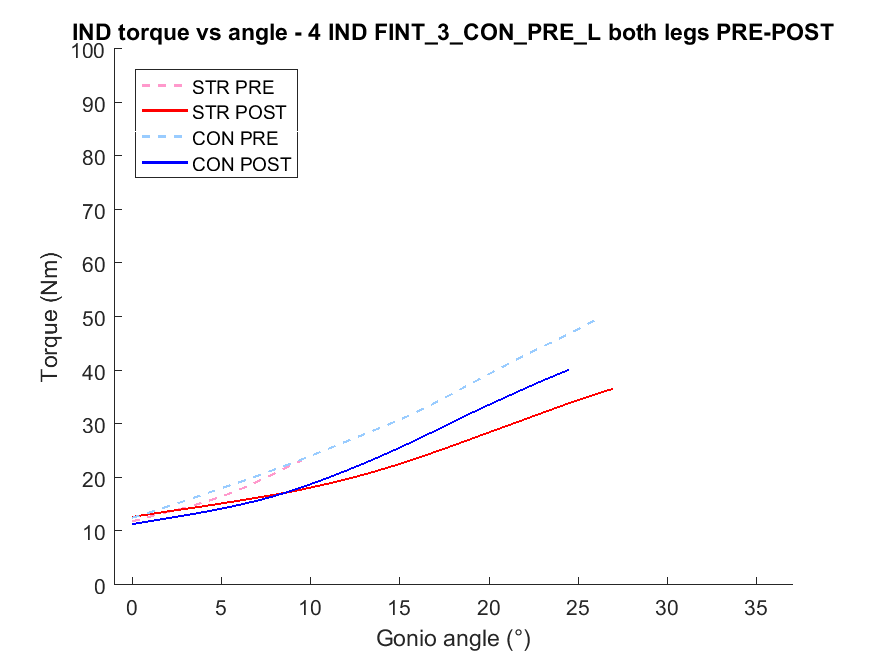 IND torque vs angle - 4 IND FINT_3_CON_PRE_L both legs PRE-POST
100
90
80
70
60
50
40
30
20
10
0
Torque (Nm)
STR PRE
STR POST
CON PRE
CON POST
0 5 10 15 20 25 30 35
Gonio angle (°)